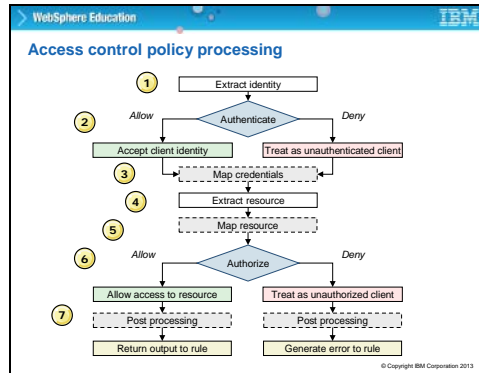 WebSphere Education
IBM
Access control policy processing
1
Extract identity
Allow
Authenticate
Deny
2
Accept client identity
Treat as unauthenticated client
3
Map credentials
4
Extract resource
5
Map resource
6
Allow
Authorize
Deny
Allow access to resource
Treat as unauthorized client
7
Post processing
Post processing
Return output to rule
Generate error to rule
© Copyright IBM Corporation 2013